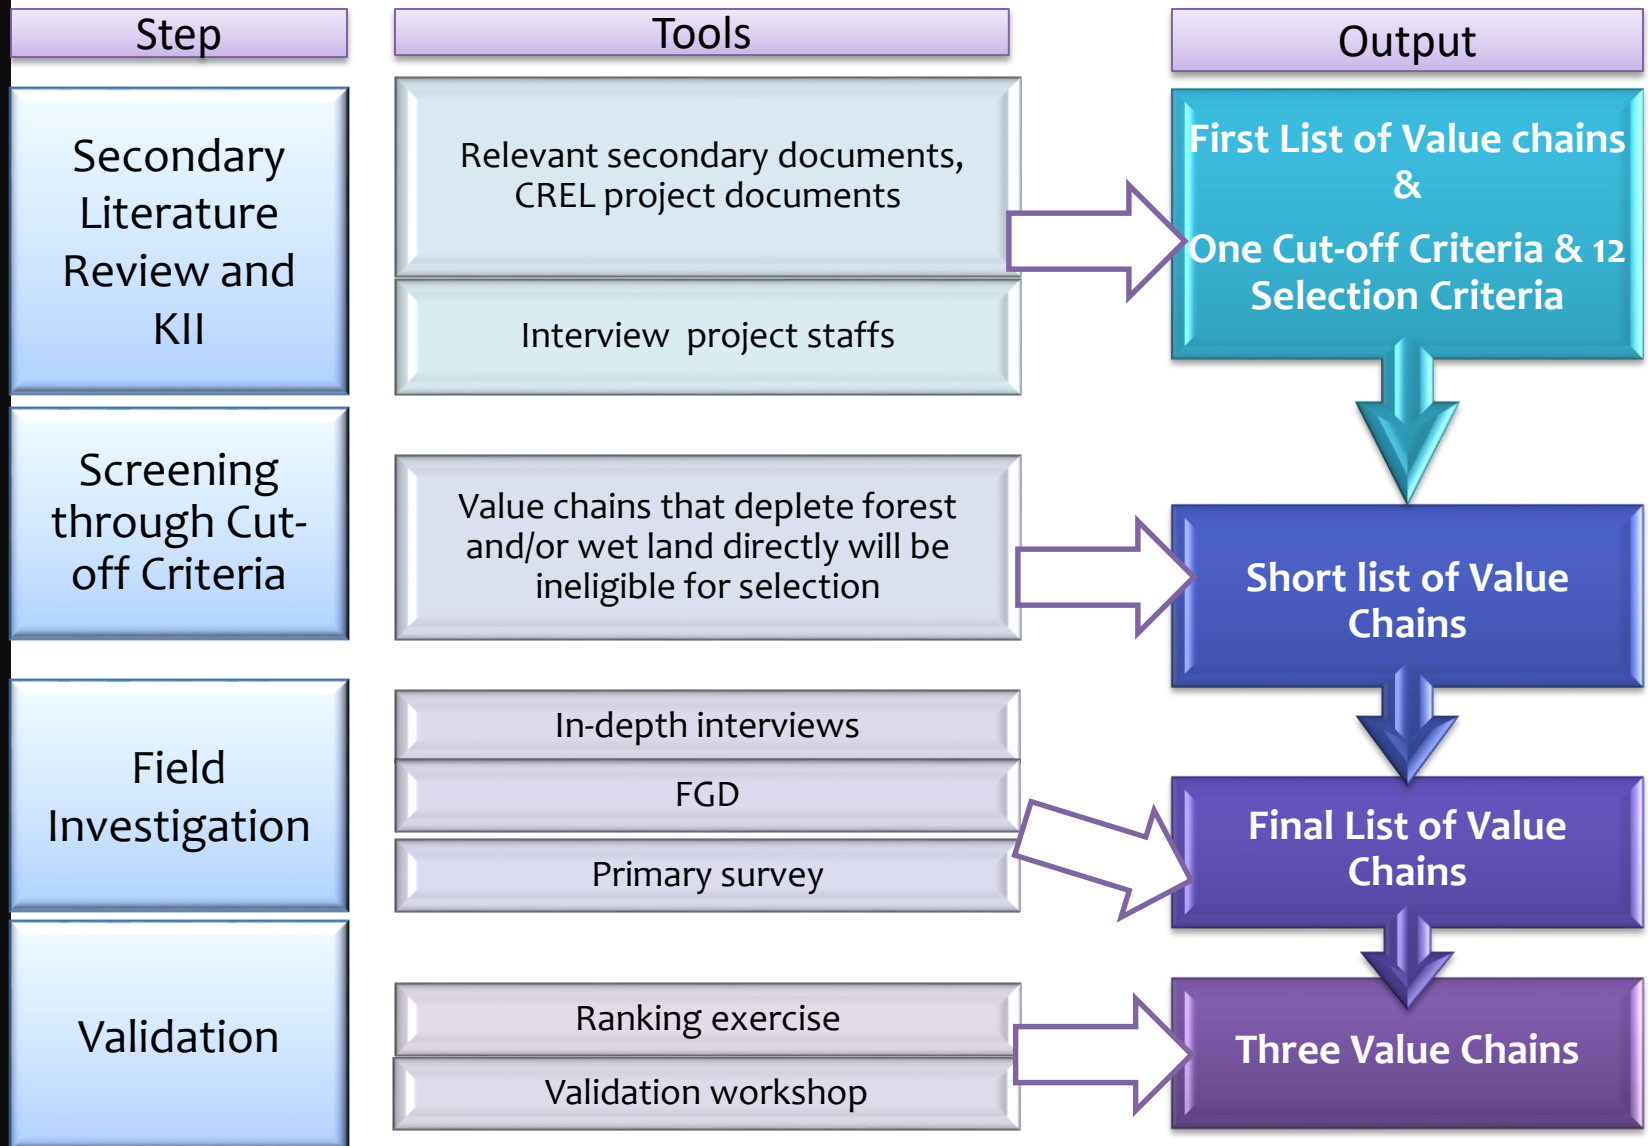 Step
Tools
Output
Secondary
Literature
Review and
KII
Relevant secondary documents,
CREL project documents
Interview project staffs
First List of Value chains
&
One Cut-off Criteria & 12
Selection Criteria
Screening
through Cut-
off Criteria
Value chains that deplete forest
and/or wet land directly will be
ineligible for selection
Short list of Value
Chains
Field
Investigation
In-depth interviews
FGD
Primary survey
Final List of Value
Chains
Validation
Ranking exercise
Validation workshop
Three Value Chains